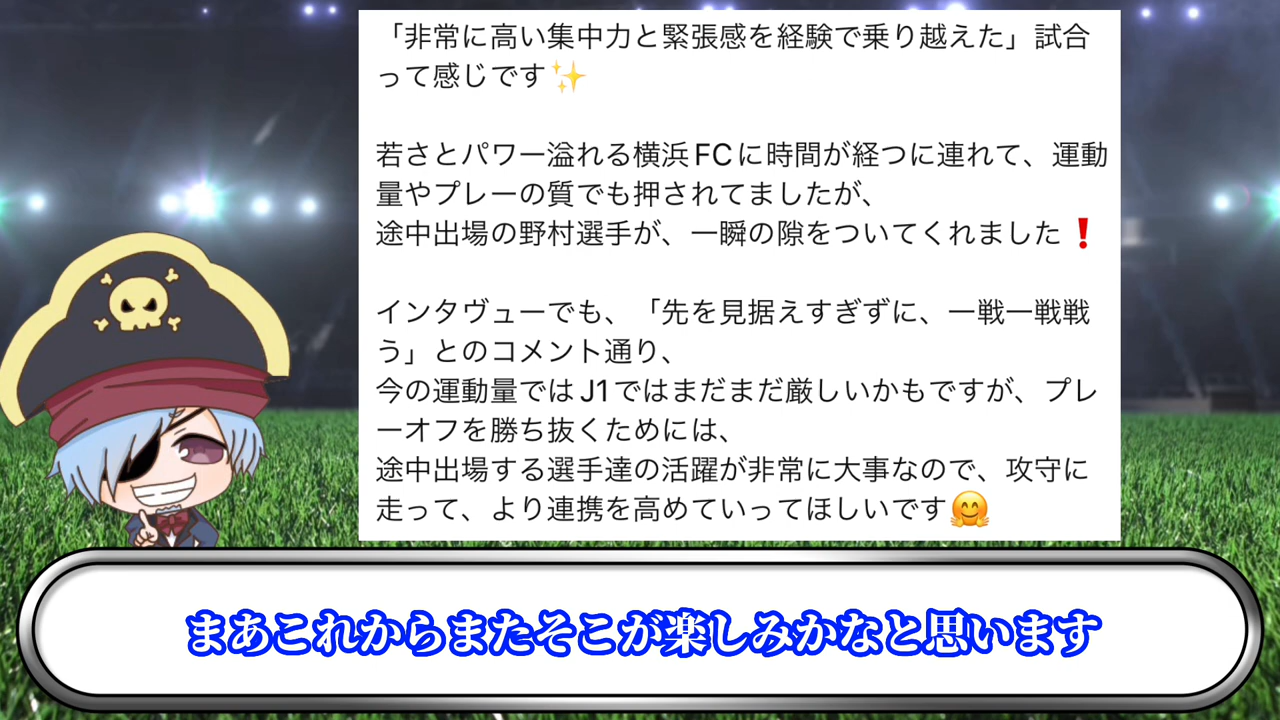 「非常に高い集中力と緊張感を経験で乗り越えた」試合
って感じです✨
若さとパワー溢れる横浜FCに時間が経つに連れて、運動
量やプレーの質でも押されてましたが、
途中出場の野村選手が、一瞬の隙をついてくれました❗
インタヴューでも、「先を見据えすぎずに、一戦一戦戦
う」とのコメント通り、
今の運動量ではJ1ではまだまだ厳しいかもですが、プレ
ーオフを勝ち抜くためには、
途中出場する選手達の活躍が非常に大事なので、攻守に
走って、より連携を高めていってほしいです🤗
まあこれからまたそこが楽しみかなと思います